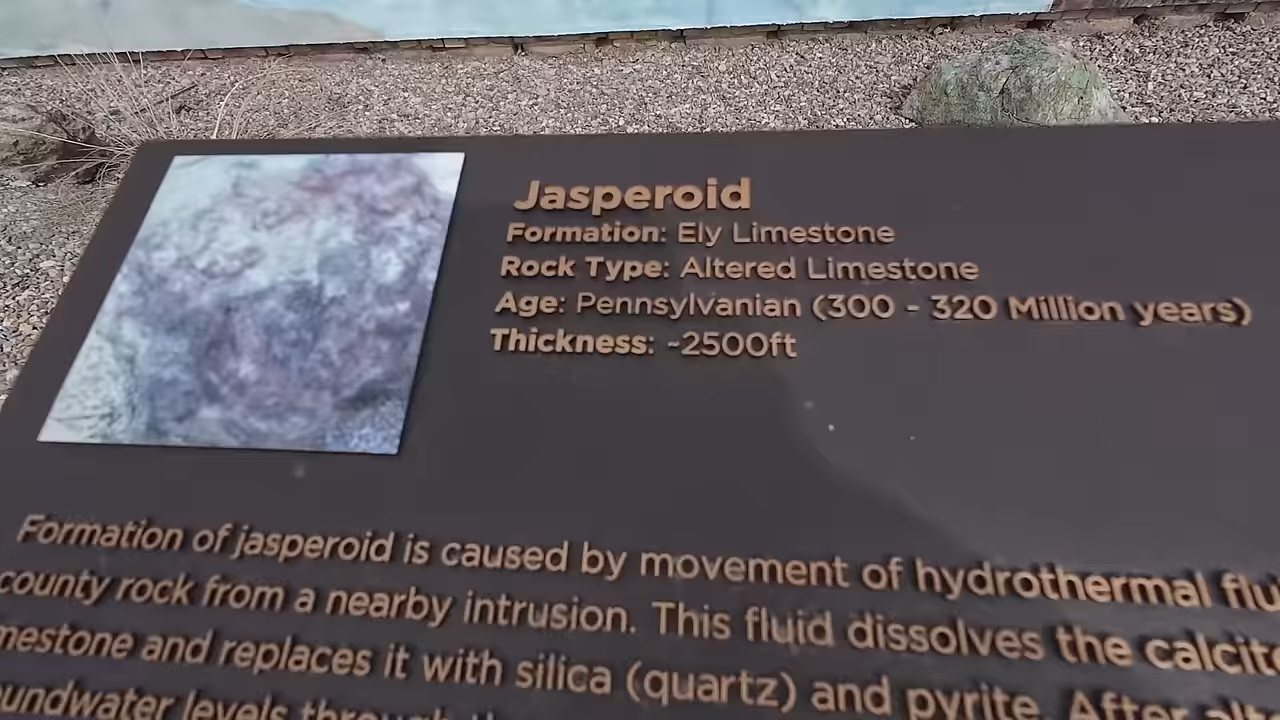 Jasperoid
Formation: Ely Limestone
Rock Type: Altered Limestone
Age: Pennsylvanian (300 - 320 Million years)
Thickness: ~2500ft
Formation of jasperoid is caused by movement of hydrothermal
county rock from a nearby intrusion. This fluid dissolves the
and replaces it with silica (quartz) and pyrite. After
levels